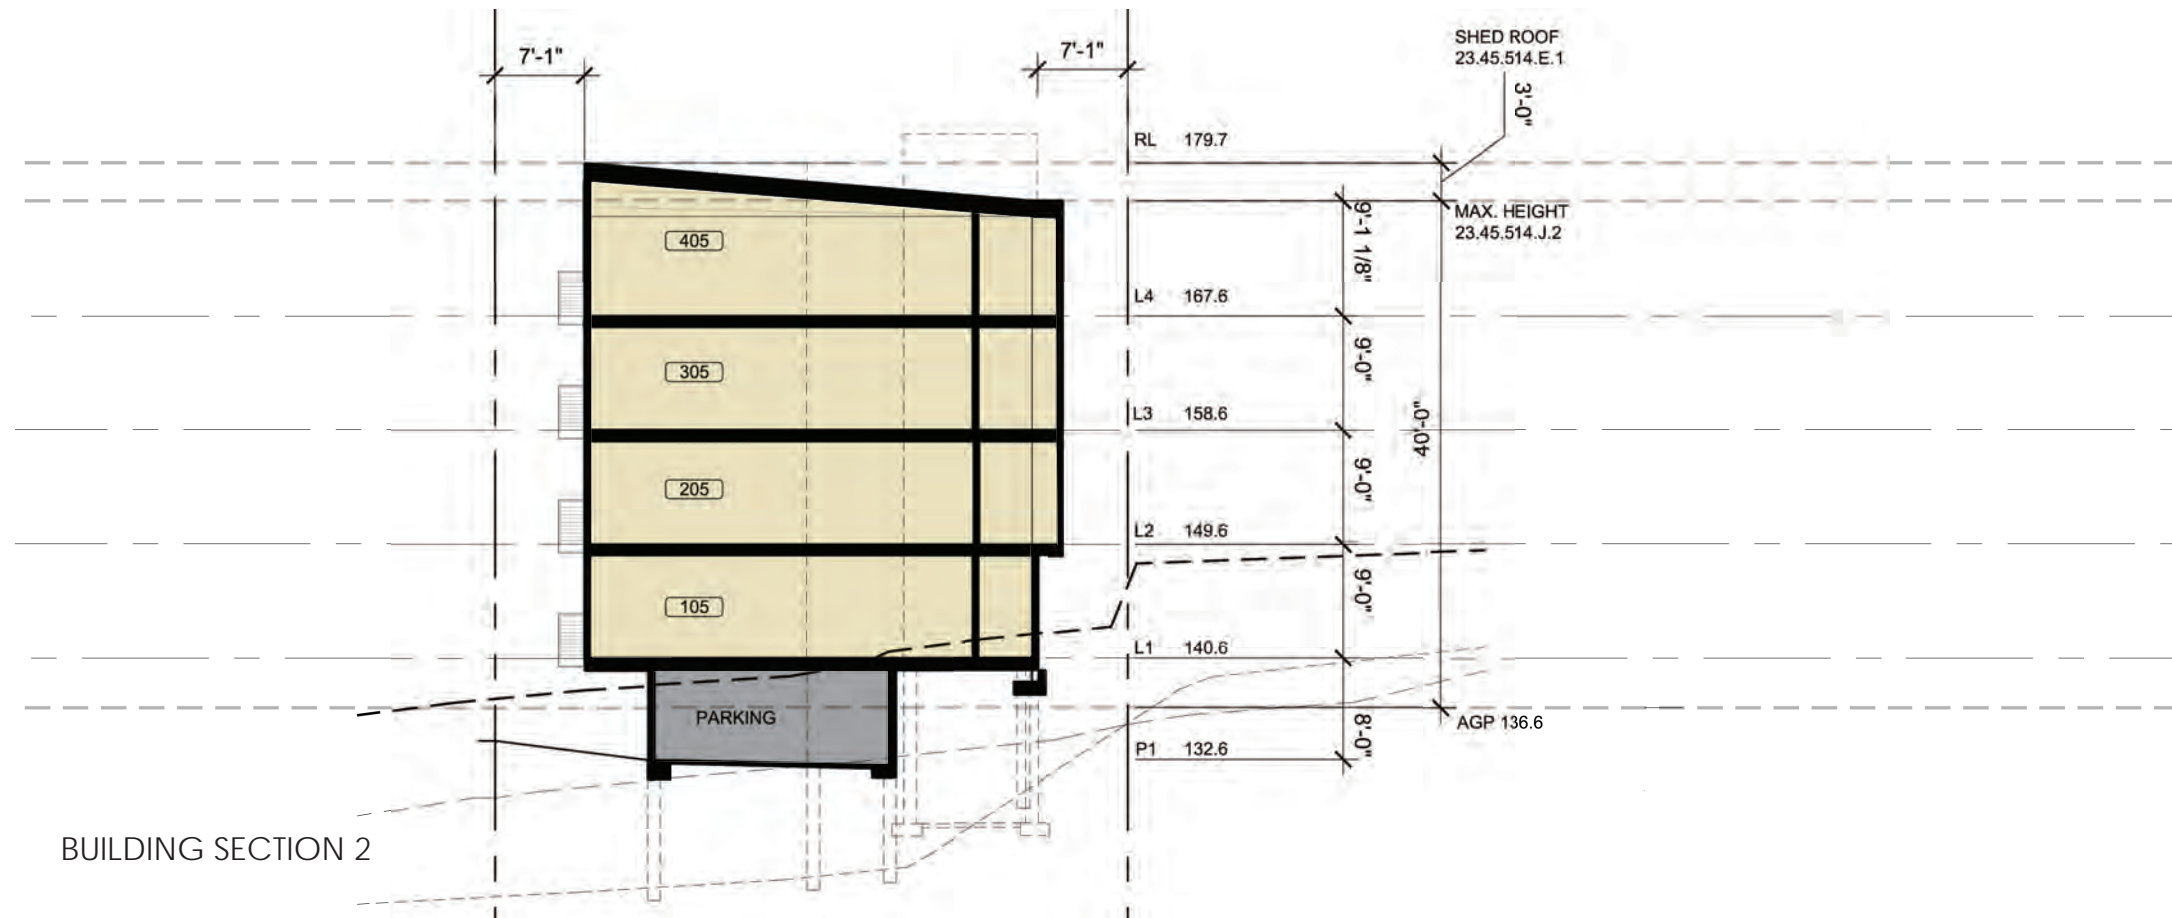 7'-1"
7'-1"
SHED ROOF
23.45.514.E.1
3'-0"
RL 179.7
MAX. HEIGHT
23.45.514.J.2
9'-1 1/8"
405
L4 167.6
9'-0"
305
L3 158.6
40'-0"
205
9'-0"
L2 149.6
9'-0"
105
L1 140.6
PARKING
AGP 136.6
8'-0"
P1 132.6
BUILDING SECTION 2